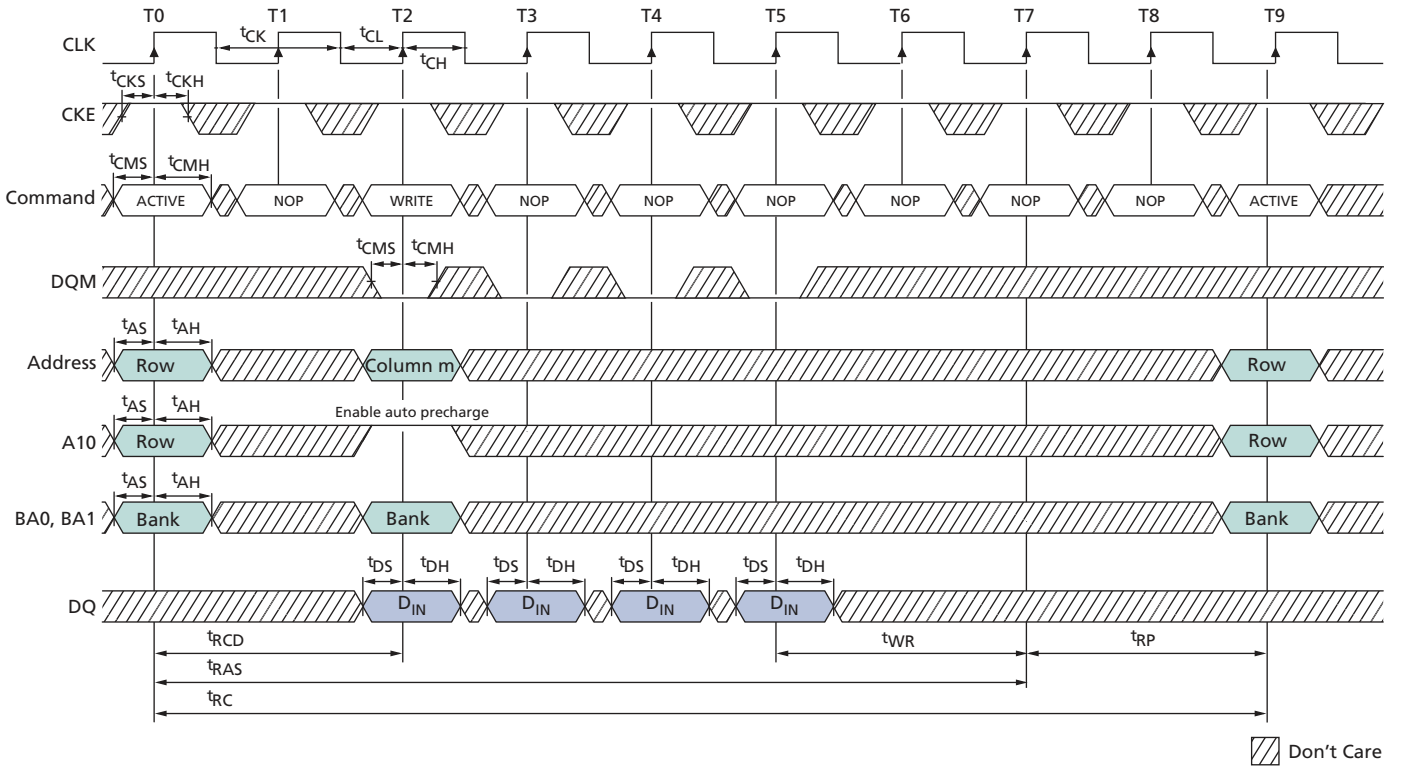 T0 T1 T2 T3 T4 T5 T6 T7 T8 T9
CLK tCK tCL tCH
tCKS tCKH
CKE
tCMS tCMH
Command ACTIVE NOP WRITE NOP NOP NOP NOP NOP NOP ACTIVE
tCMS tCMH
DQM
tAS tAH
Address Row Column m Row
tAS tAH Enable auto precharge
A10 Row Row
tAS tAH
BA0, BA1 Bank Bank Bank
tDS tDH tDS tDH tDS tDH tDS tDH
DQ DIN DIN DIN DIN
tRCD tWR tRP
tRAS
tRC
Don't Care